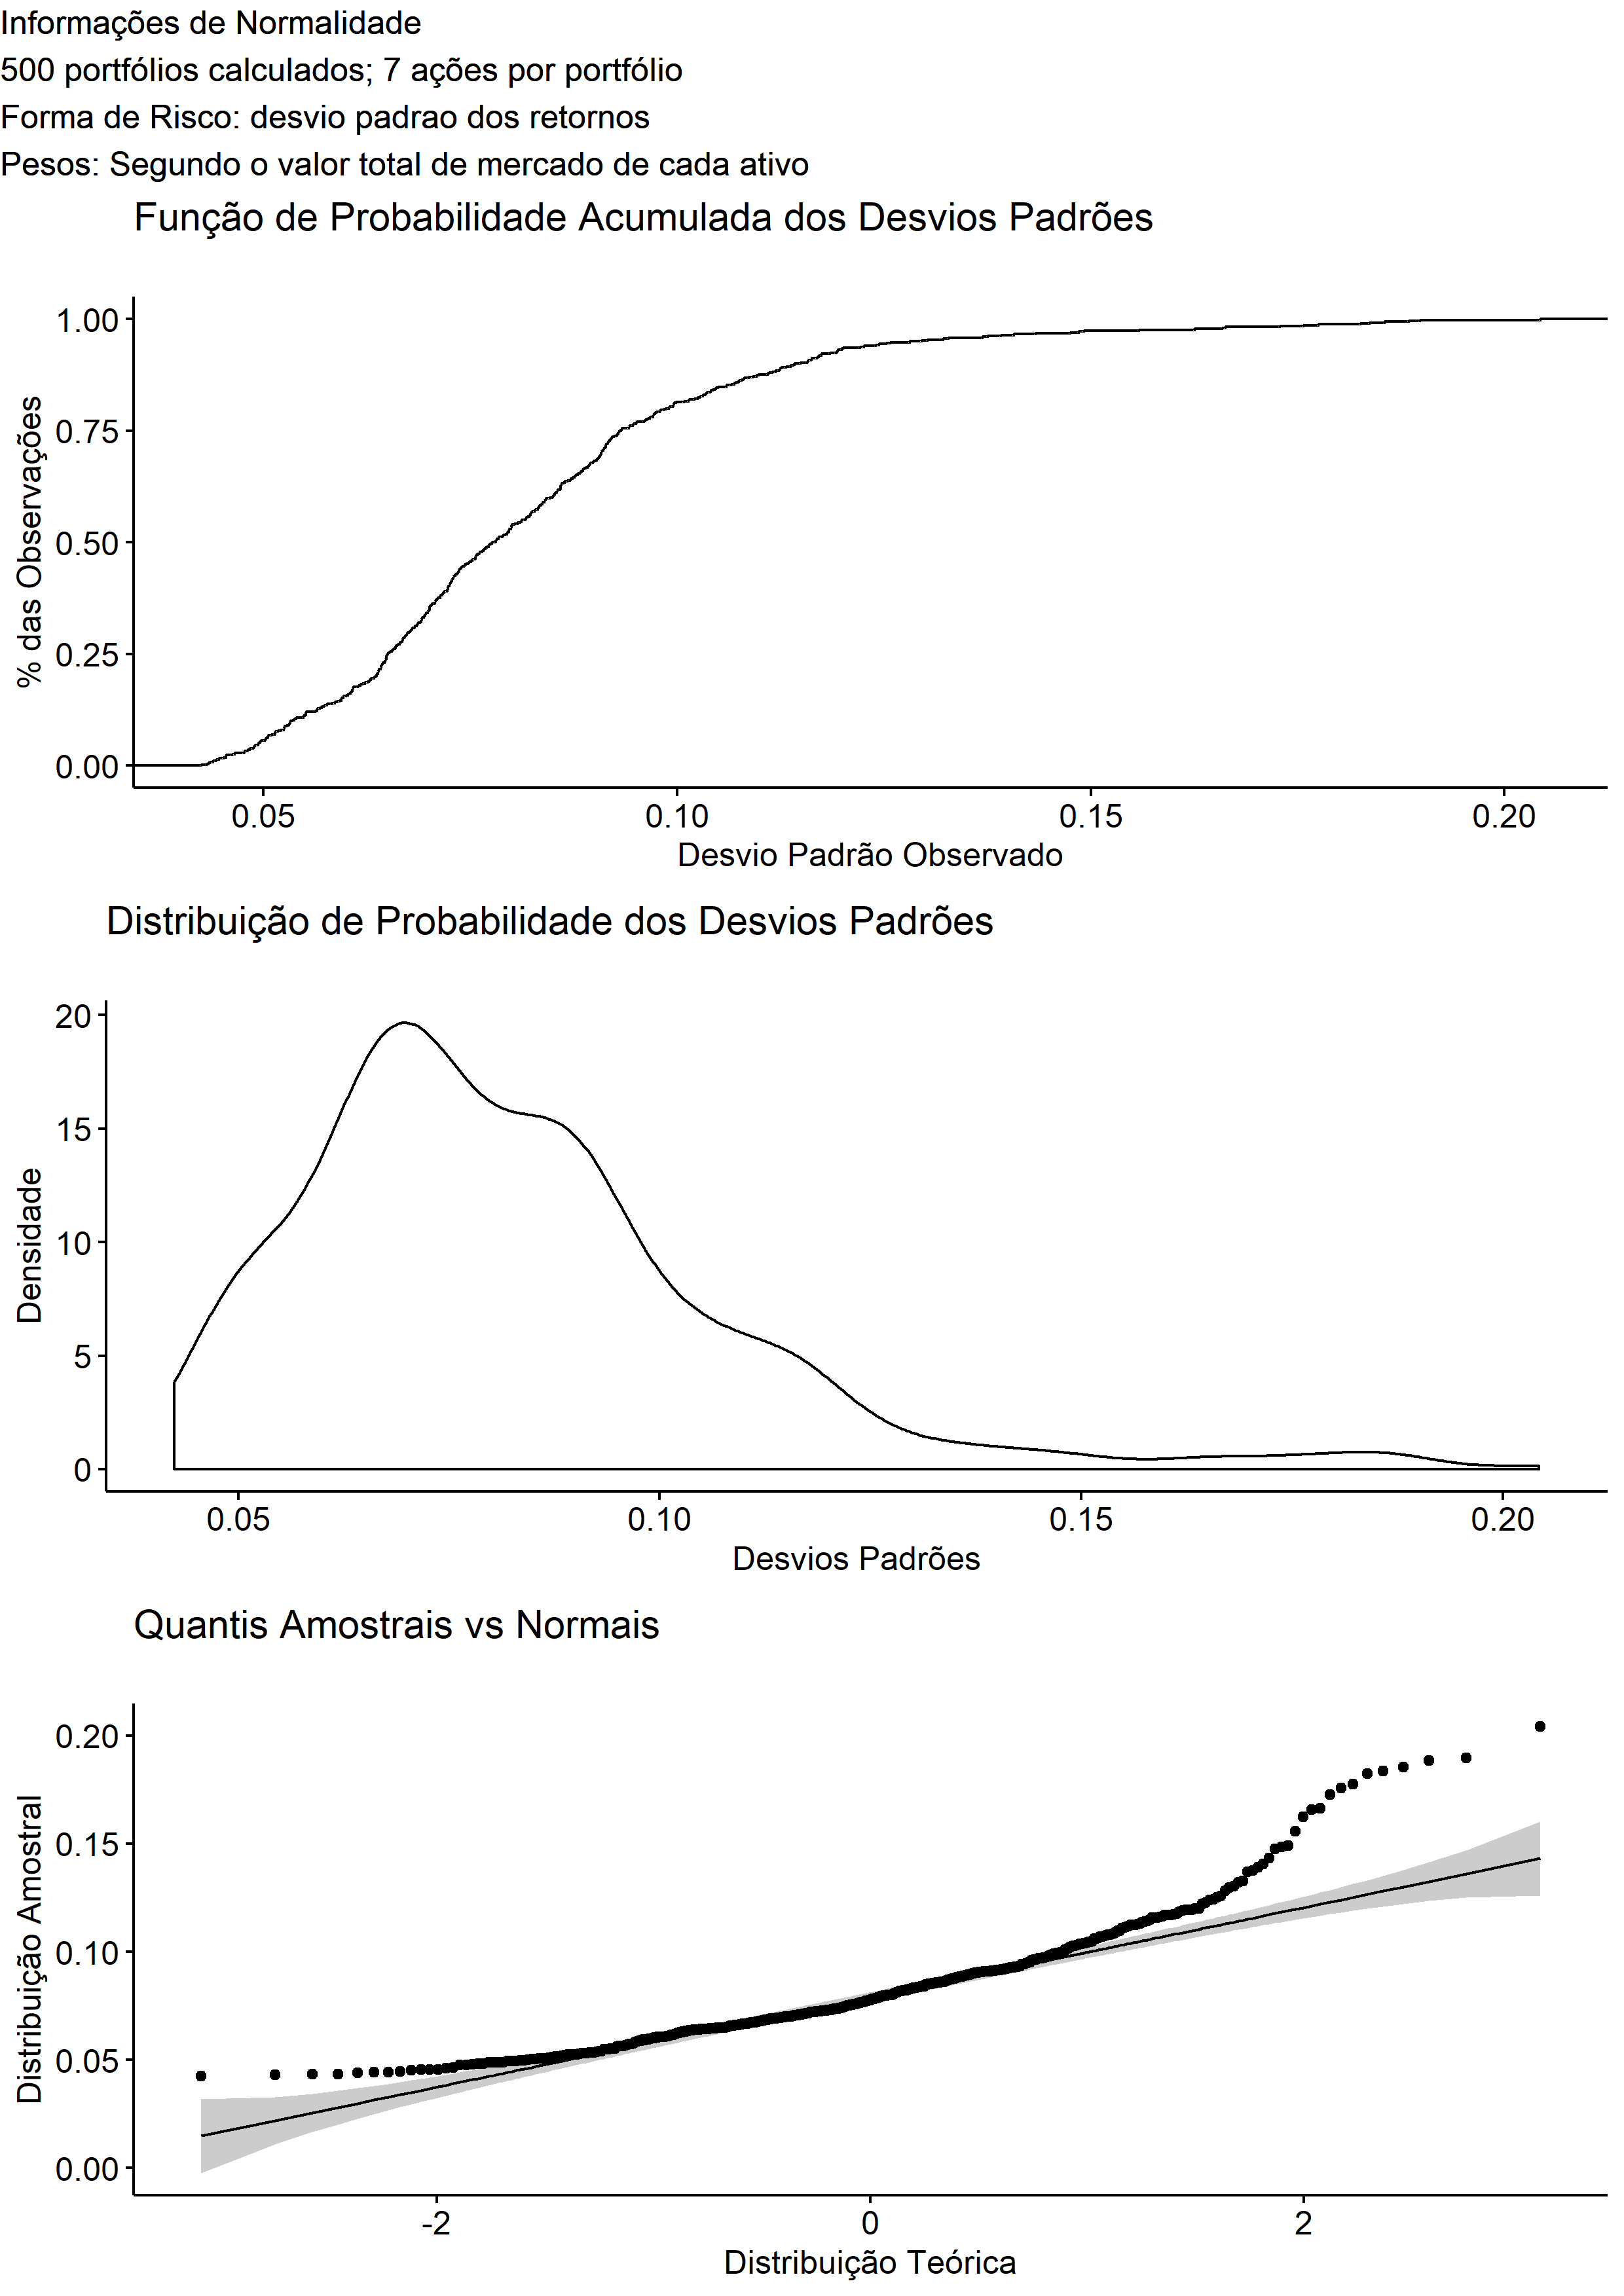 Informações de Normalidade
500 portfólios calculados; 7 ações por portfólio
Forma de Risco: desvio padrao dos retornos
Pesos: Segundo o valor total de mercado de cada ativo
Função de Probabilidade Acumulada dos Desvios Padrões
% das Observações
1.00
0.75
0.50
0.25
0.00
0.05 0.10 0.15 0.20
Desvio Padrão Observado
Distribuição de Probabilidade dos Desvios Padrões
Densidade
20
15
10
5
0
0.05 0.10 0.15 0.20
Desvios Padrões
Quantis Amostrais vs Normais
Distribuição Amostral
0.20
0.15
0.10
0.05
0.00
-2 0 2
Distribuição Teórica